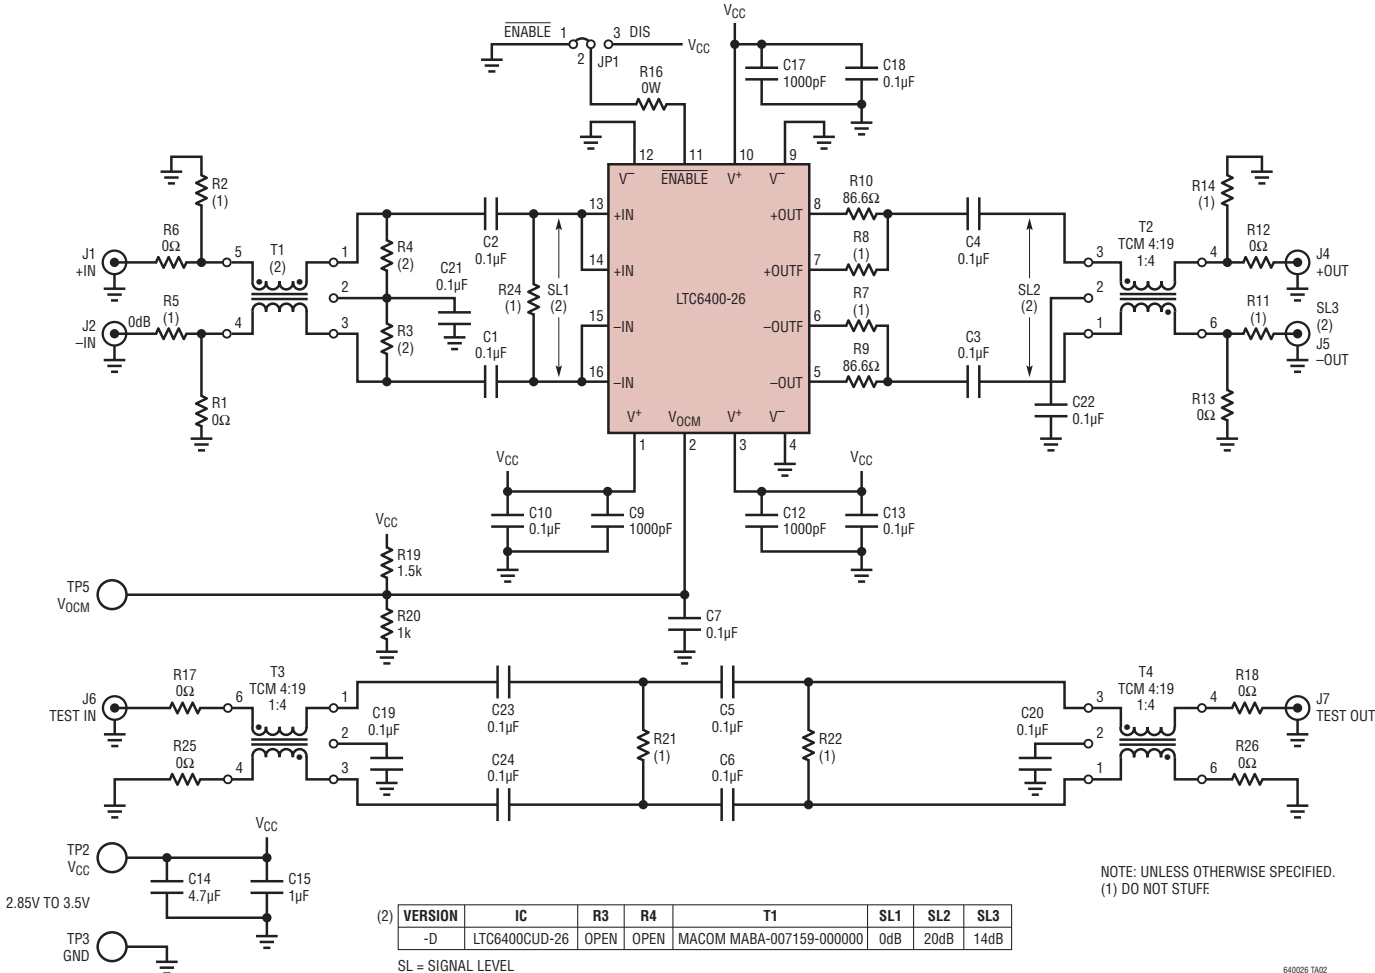 VCC
ENABLE 1
3 DIS
VCC
2
JP1
R16
0W
C17
1000pF
C18
0.1µF
12
11
10
9
V–
ENABLE
V+
V–
R2
(1)
R6
0Ω
J1
+IN
5
T1
(2)
1
R4
(2)
2
C21
0.1µF
C2
0.1µF
R24
(1)
SL1
(2)
13
+IN
14
+IN
LTC6400-26
15
–IN
16
–IN
+OUT
8
+OUTF
7
–OUTF
6
–OUT
5
R10
86.6Ω
R8
(1)
R7
(1)
R9
86.6Ω
C4
0.1µF
SL2
(2)
C3
0.1µF
R14
(1)
T2
TCM 4:19
1:4
3
4
2
1
6
R12
0Ω
J4
+OUT
R11
(1)
SL3
(2)
J5
–OUT
J2
–IN
0dB
R5
(1)
4
3
R3
(2)
C1
0.1µF
R1
0Ω
R13
0Ω
C22
0.1µF
V+
VOCM
V+
V–
1
2
3
4
VCC
C10
0.1µF
C9
1000pF
VCC
C12
1000pF
C13
0.1µF
VCC
R19
1.5k
TP5
VOCM
R20
1k
C7
0.1µF
J6
TEST IN
R17
0Ω
6
T3
TCM 4:19
1:4
1
2
C19
0.1µF
R25
0Ω
4
3
C23
0.1µF
C24
0.1µF
R21
(1)
C5
0.1µF
C6
0.1µF
R22
(1)
C20
0.1µF
3
2
1
T4
TCM 4:19
1:4
4
6
R18
0Ω
R26
0Ω
J7
TEST OUT
TP2
VCC
VCC
C14
4.7µF
C15
1µF
2.85V TO 3.5V
TP3
GND
NOTE: UNLESS OTHERWISE SPECIFIED.
(1) DO NOT STUFF.
(2) VERSION IC R3 R4 T1 SL1 SL2 SL3
-D LTC6400CUD-26 OPEN OPEN MACOM MABA-007159-000000 0dB 20dB 14dB
SL = SIGNAL LEVEL
640026 TA02